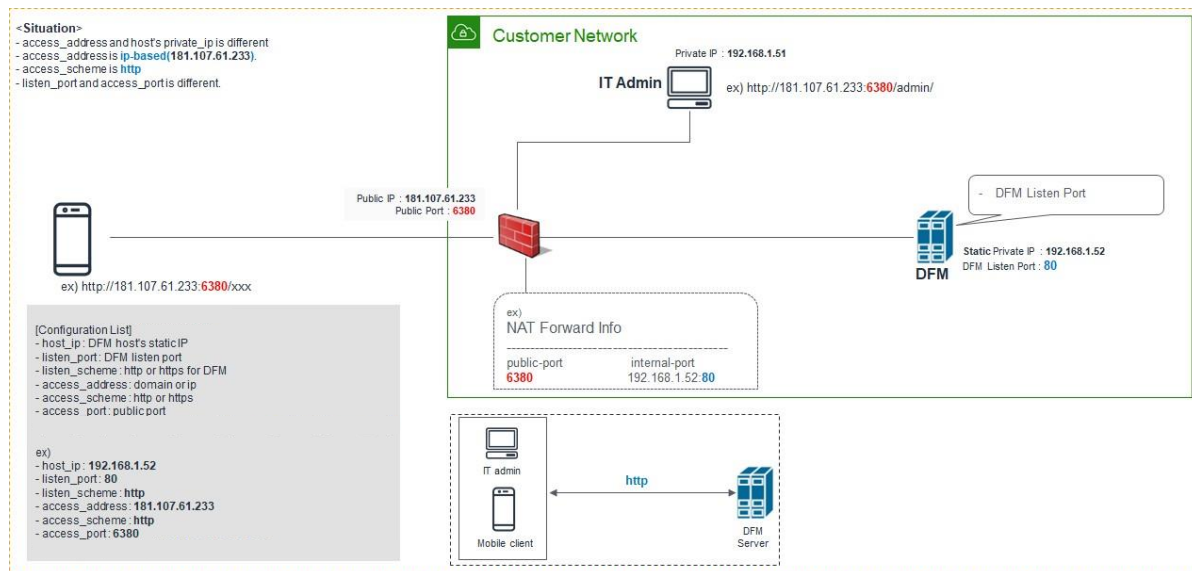 <Situation>
- access_address and host's private_ip is different
- access_address is ip-based(181.107.61.233).
- access_scheme is http
- listen_port and access_port is different.
Customer Network
Private IP : 192.168.1.51
IT Admin
ex) http://181.107.61.233:6380/admin/
Public IP : 181.107.61.233
Public Port : 6380
- DFM Listen Port
Static Private IP : 192.168.1.52
DFM Listen Port : 80
DFM
ex) http://181.107.61.233:6380/xxx
ex)
NAT Forward Info
public-port internal-port
6380 192.168.1.52:80
[Configuration List]
- host_ip: DFM host's static IP
- listen_port: DFM listen port
- listen_scheme: http or https for DFM
- access_address: domain or ip
- access_scheme: http or https
- access_port: public port
ex)
- host_ip: 192.168.1.52
- listen_port: 80
- listen_scheme: http
- access_address: 181.107.61.233
- access_scheme: http
- access_port: 6380
IT admin
http
Mobile client
DFM
Server